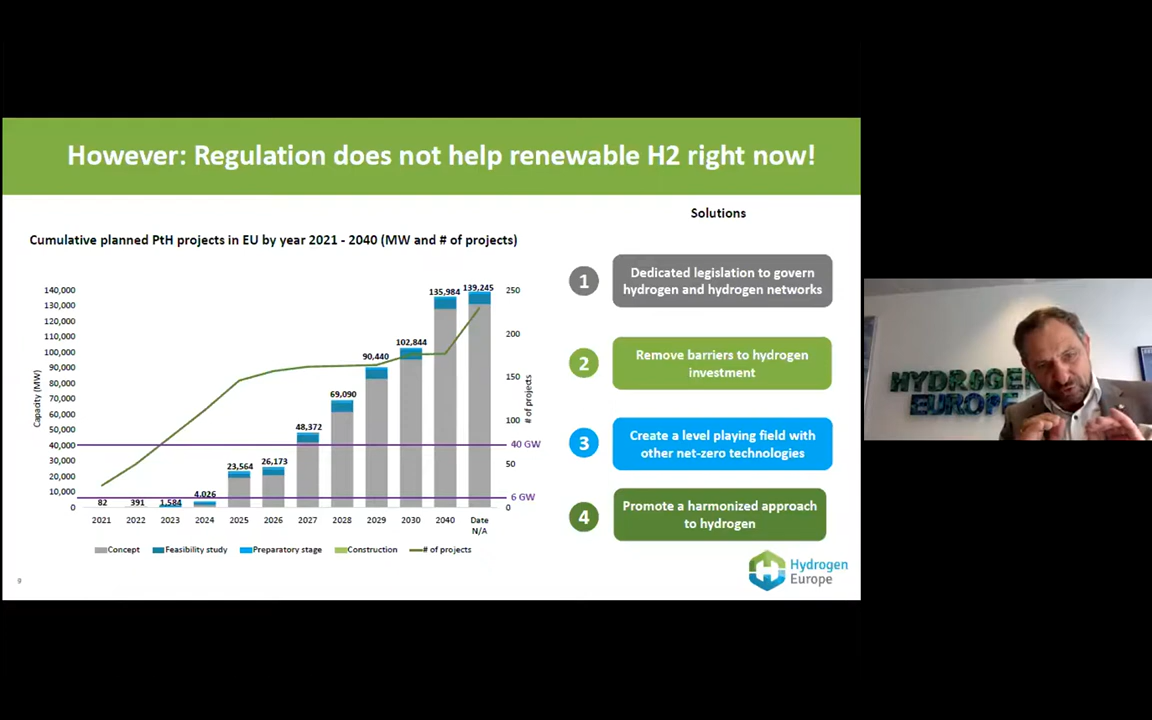 However: Regulation does not help renewable H2 right now!
Solutions
Cumulative planned PtH projects in EU by year 2021 - 2040 (MW and # of projects)
Capacity (MW)
140,000
130,000
120,000
110,000
100,000
90,000
80,000
70,000
60,000
50,000
40,000
30,000
20,000
10,000
0
82
391
1,584
4,026
23,564
26,173
48,372
69,090
90,440
102,844
135,984
139,245
250
200
150
100
50
0
# of projects
40 GW
6 GW
2021
2022
2023
2024
2025
2026
2027
2028
2029
2030
2040
Date
N/A
Concept
Feasibility study
Preparatory stage
Construction
# of projects
1
Dedicated legislation to govern
hydrogen and hydrogen networks
2
Remove barriers to hydrogen
investment
3
Create a level playing field with
other net-zero technologies
4
Promote a harmonized approach
to hydrogen
9
Hydrogen
Europe
HYDROGEN
EUROPE